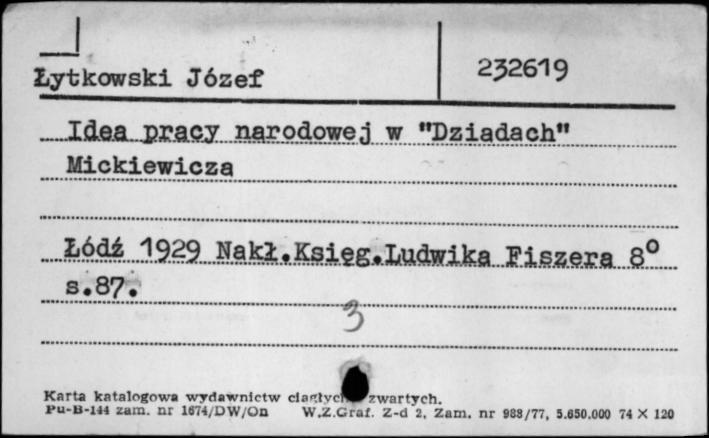 Łytkowski Józef
232619
Idea pracy narodowej w "Dziadach"
Mickiewicza
Łódź 1929 Nakł.Księg.Ludwika Fiszera 8°
s.87.
3
Karta katalogowa wydawnictw ciągłych zwartych.
Pu-B-144 zam. nr 1674/DW/On W.Z.Graf. Z-d 2, Zam. nr 988/77, 5.650.000 74 X 120